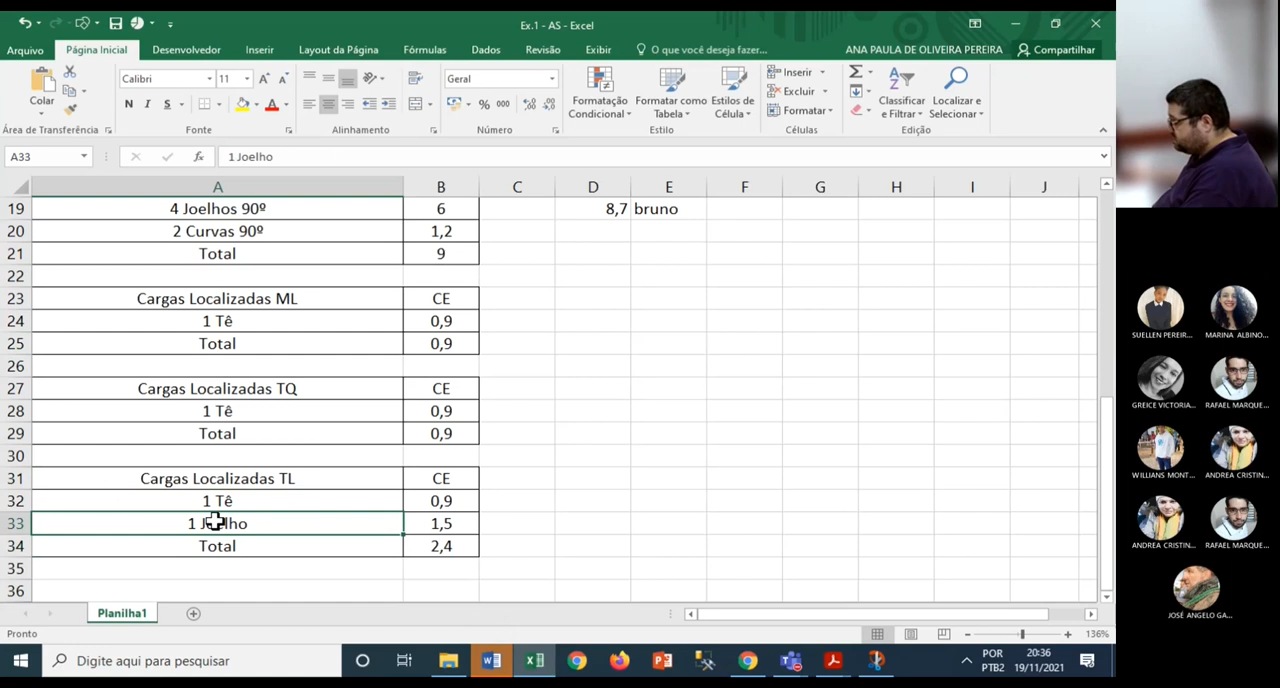 Ex.1 - AS - Excel
Arquivo Página Inicial Desenvolvedor Inserir Layout da Página Fórmulas Dados Revisão Exibir O que você deseja fazer... ANA PAULA DE OLIVEIRA PEREIRA Compartilhar
Colar
Calibri 11
Geral
N I S
% 000
Formatação Condicional
Formatar como Tabela
Estilos de Célula
Inserir
Excluir
Formatar
Classificar e Filtrar
Localizar e Selecionar
Área de Transferência Fonte Alinhamento Número Estilo Células Edição
A33 fx 1 Joelho
A B C D E F G H I J
19 4 Joelhos 90º 6 8,7 bruno
20 2 Curvas 90º 1,2
21 Total 9
22
23 Cargas Localizadas ML CE
24 1 Tê 0,9
25 Total 0,9
26
27 Cargas Localizadas TQ CE
28 1 Tê 0,9
29 Total 0,9
30
31 Cargas Localizadas TL CE
32 1 Tê 0,9
33 1 Joelho 1,5
34 Total 2,4
35
36
Planilha1
Pronto
136%
Digite aqui para pesquisar
POR
PTB2
20:36
19/11/2021
SUELLEN PEREIR... MARINA ALBINO...
GREICE VICTORIA... RAFAEL MARQUE...
WILLIANS MONT... ANDREA CRISTIN...
ANDREA CRISTIN... RAFAEL MARQUE...
JOSÉ ANGELO GA...